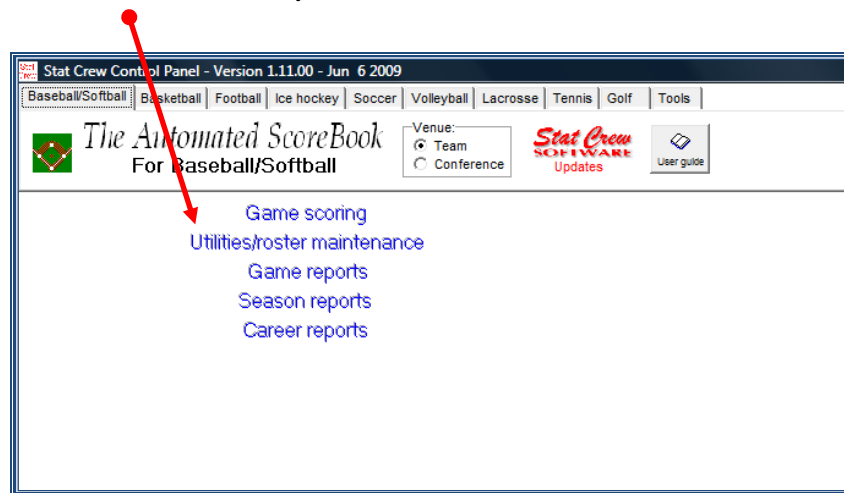 Stat Crew Control Panel - Version 1.11.00 - Jun 6 2009
Baseball/Softball Basketball Football Ice hockey Soccer Volleyball Lacrosse Tennis Golf Tools
The Automated ScoreBook
For Baseball/Softball
Venue:
Team
Conference
Stat Crew
SOFTWARE
Updates
User guide
Game scoring
Utilities/roster maintenance
Game reports
Season reports
Career reports